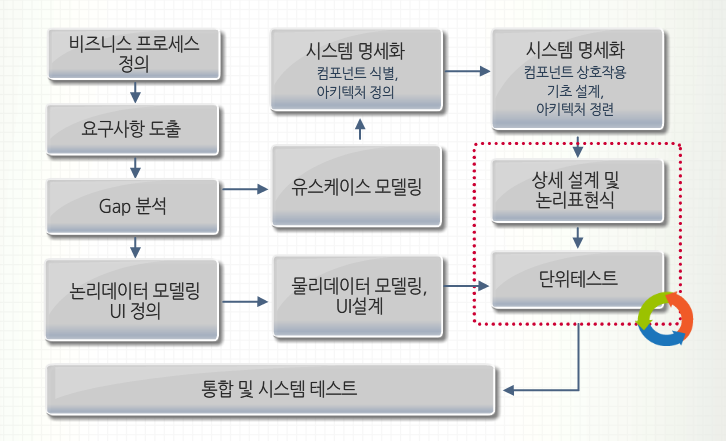 비즈니스 프로세스
정의
요구사항 도출
Gap 분석
논리데이터 모델링
UI 정의
시스템 명세화
컴포넌트 식별,
아키텍처 정의
유스케이스 모델링
물리데이터 모델링,
UI설계
시스템 명세화
컴포넌트 상호작용
기초 설계,
아키텍처 정련
상세 설계 및
논리표현식
단위테스트
통합 및 시스템 테스트